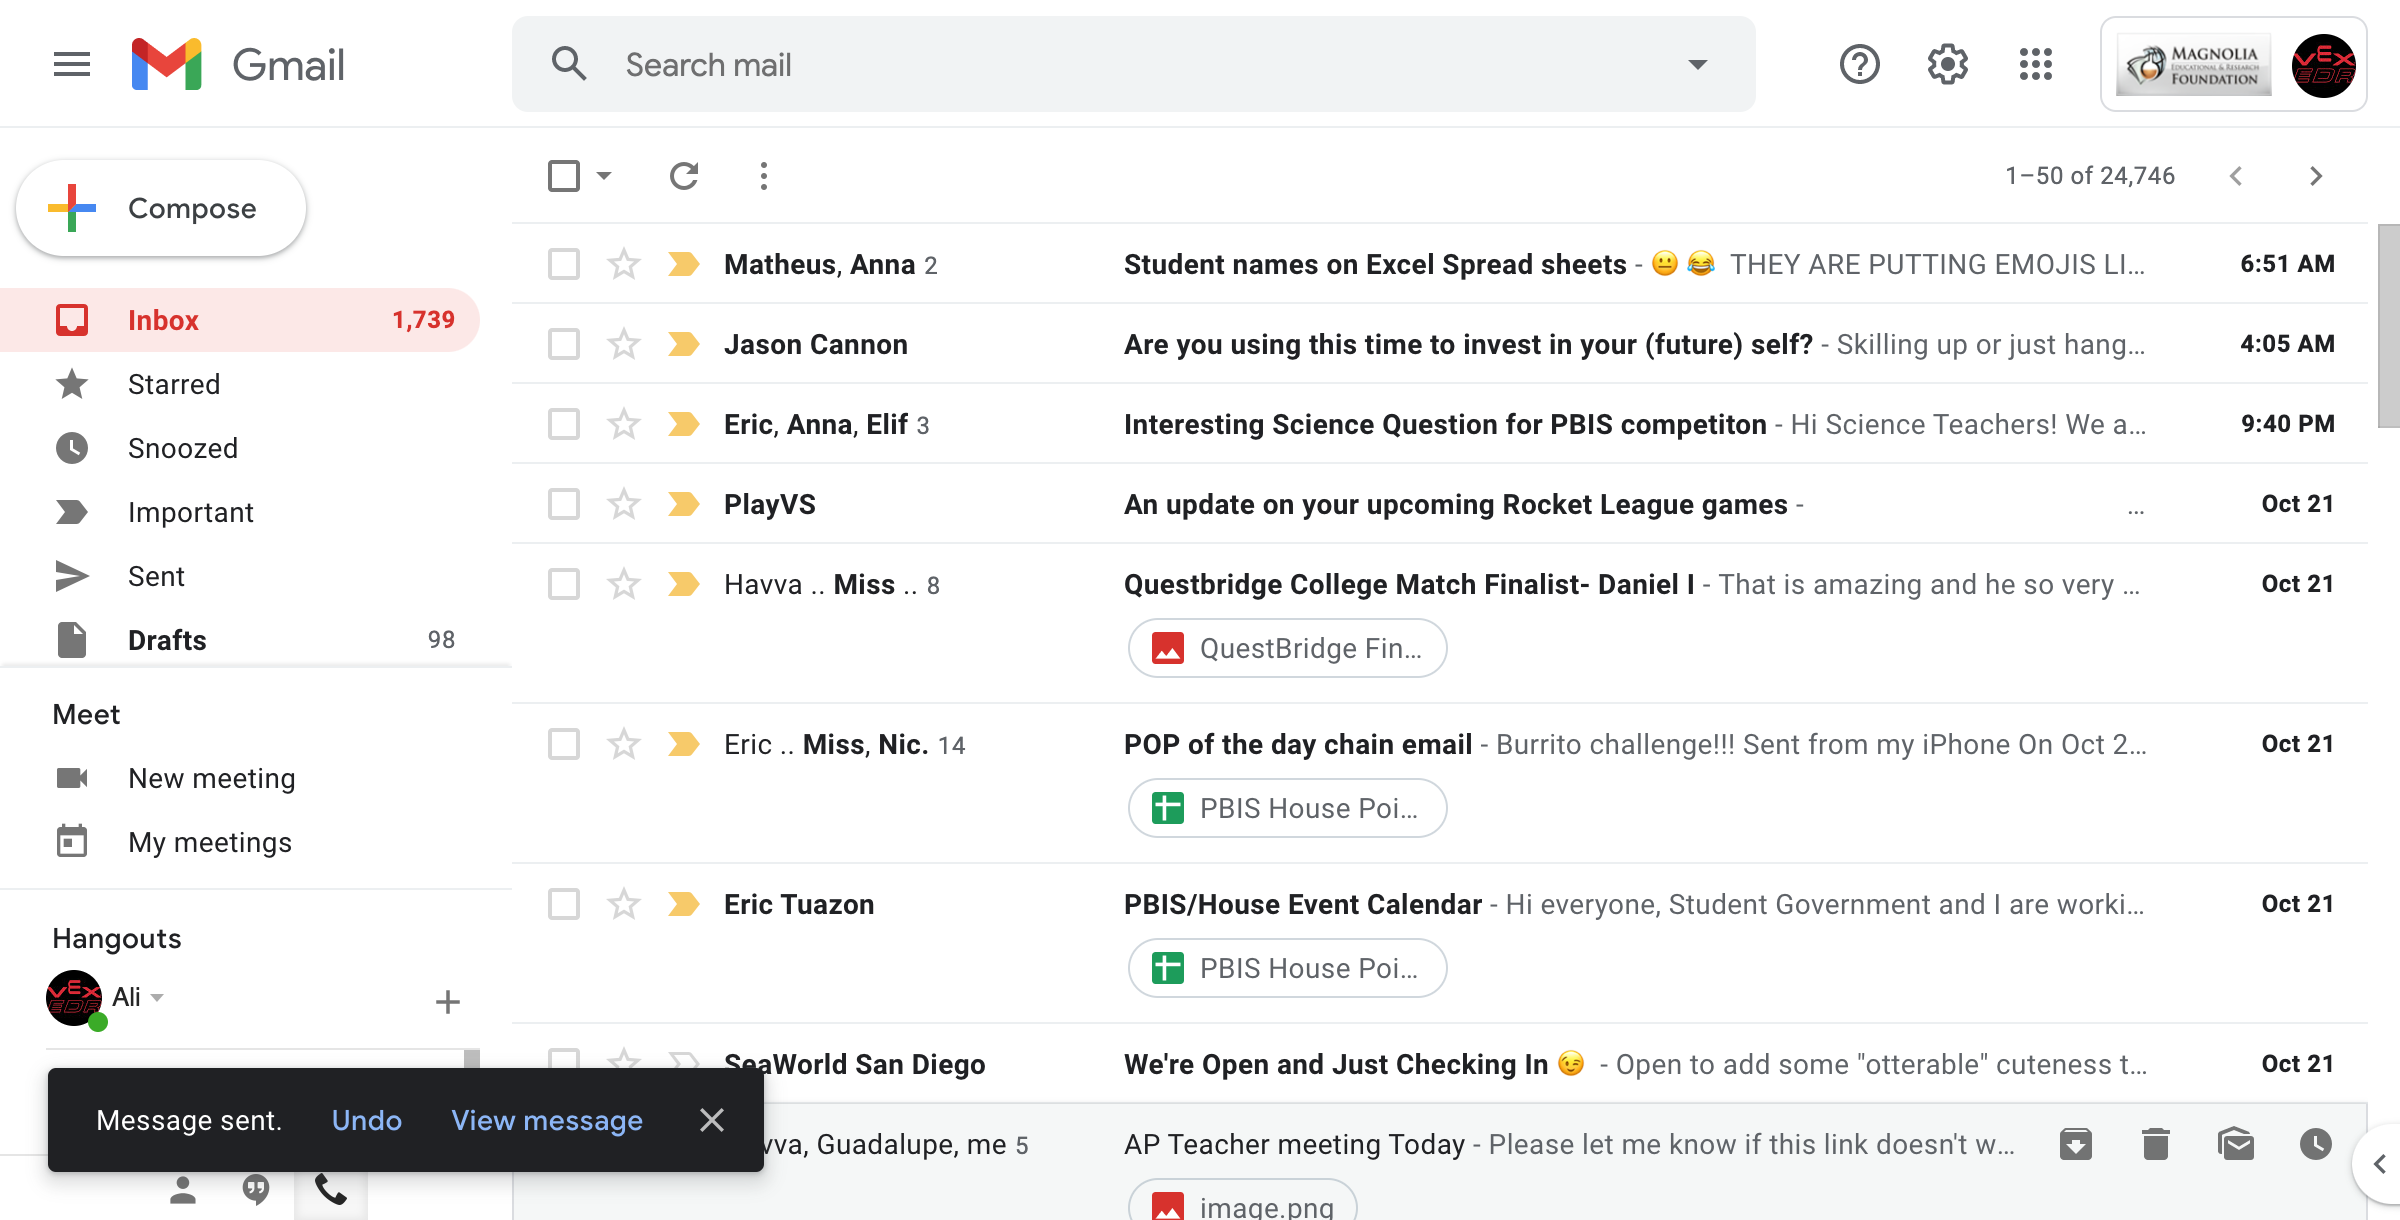 Gmail
Search mail
MAGNOLIA
EDUCATIONAL & RESEARCH
FOUNDATION
VEX
EDR
Compose
1–50 of 24,746
Inbox 1,739
Starred
Snoozed
Important
Sent
Drafts 98
Meet
New meeting
My meetings
Hangouts
VEX
EDR
Ali
Matheus, Anna 2 Student names on Excel Spread sheets - 😐 😂 THEY ARE PUTTING EMOJIS LI... 6:51 AM
Jason Cannon Are you using this time to invest in your (future) self? - Skilling up or just hang... 4:05 AM
Eric, Anna, Elif 3 Interesting Science Question for PBIS competiton - Hi Science Teachers! We a... 9:40 PM
PlayVS An update on your upcoming Rocket League games - ... Oct 21
Havva .. Miss .. 8 Questbridge College Match Finalist- Daniel I - That is amazing and he so very ... Oct 21
QuestBridge Fin...
Eric .. Miss, Nic. 14 POP of the day chain email - Burrito challenge!!! Sent from my iPhone On Oct 2... Oct 21
PBIS House Poi...
Eric Tuazon PBIS/House Event Calendar - Hi everyone, Student Government and I are worki... Oct 21
PBIS House Poi...
SeaWorld San Diego We're Open and Just Checking In 😉 - Open to add some "otterable" cuteness t... Oct 21
vva, Guadalupe, me 5 AP Teacher meeting Today - Please let me know if this link doesn't w...
image.png
Message sent. Undo View message